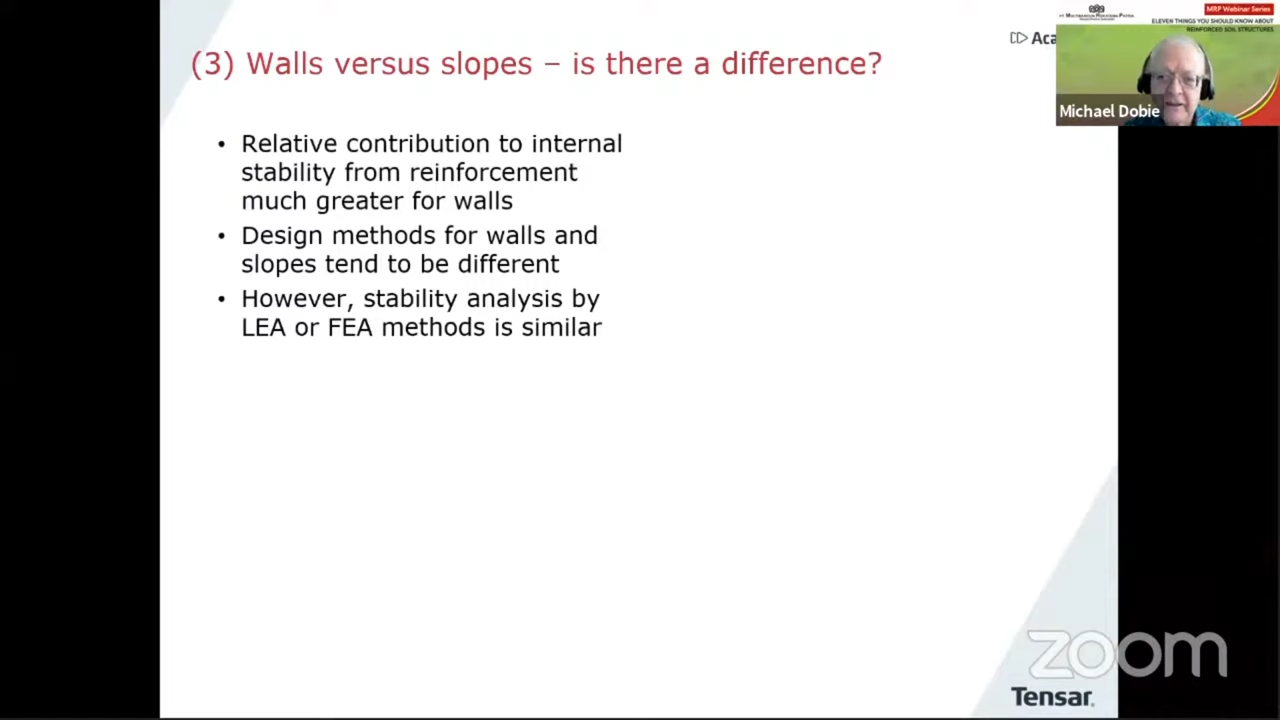 (3) Walls versus slopes – is there a difference?
• Relative contribution to internal
stability from reinforcement
much greater for walls
• Design methods for walls and
slopes tend to be different
• However, stability analysis by
LEA or FEA methods is similar
Aca
MRP Webinar Series
ELEVEN THINGS YOU SHOULD KNOW ABOUT
REINFORCED SOIL STRUCTURES
Michael Dobie
zoom
Tensar